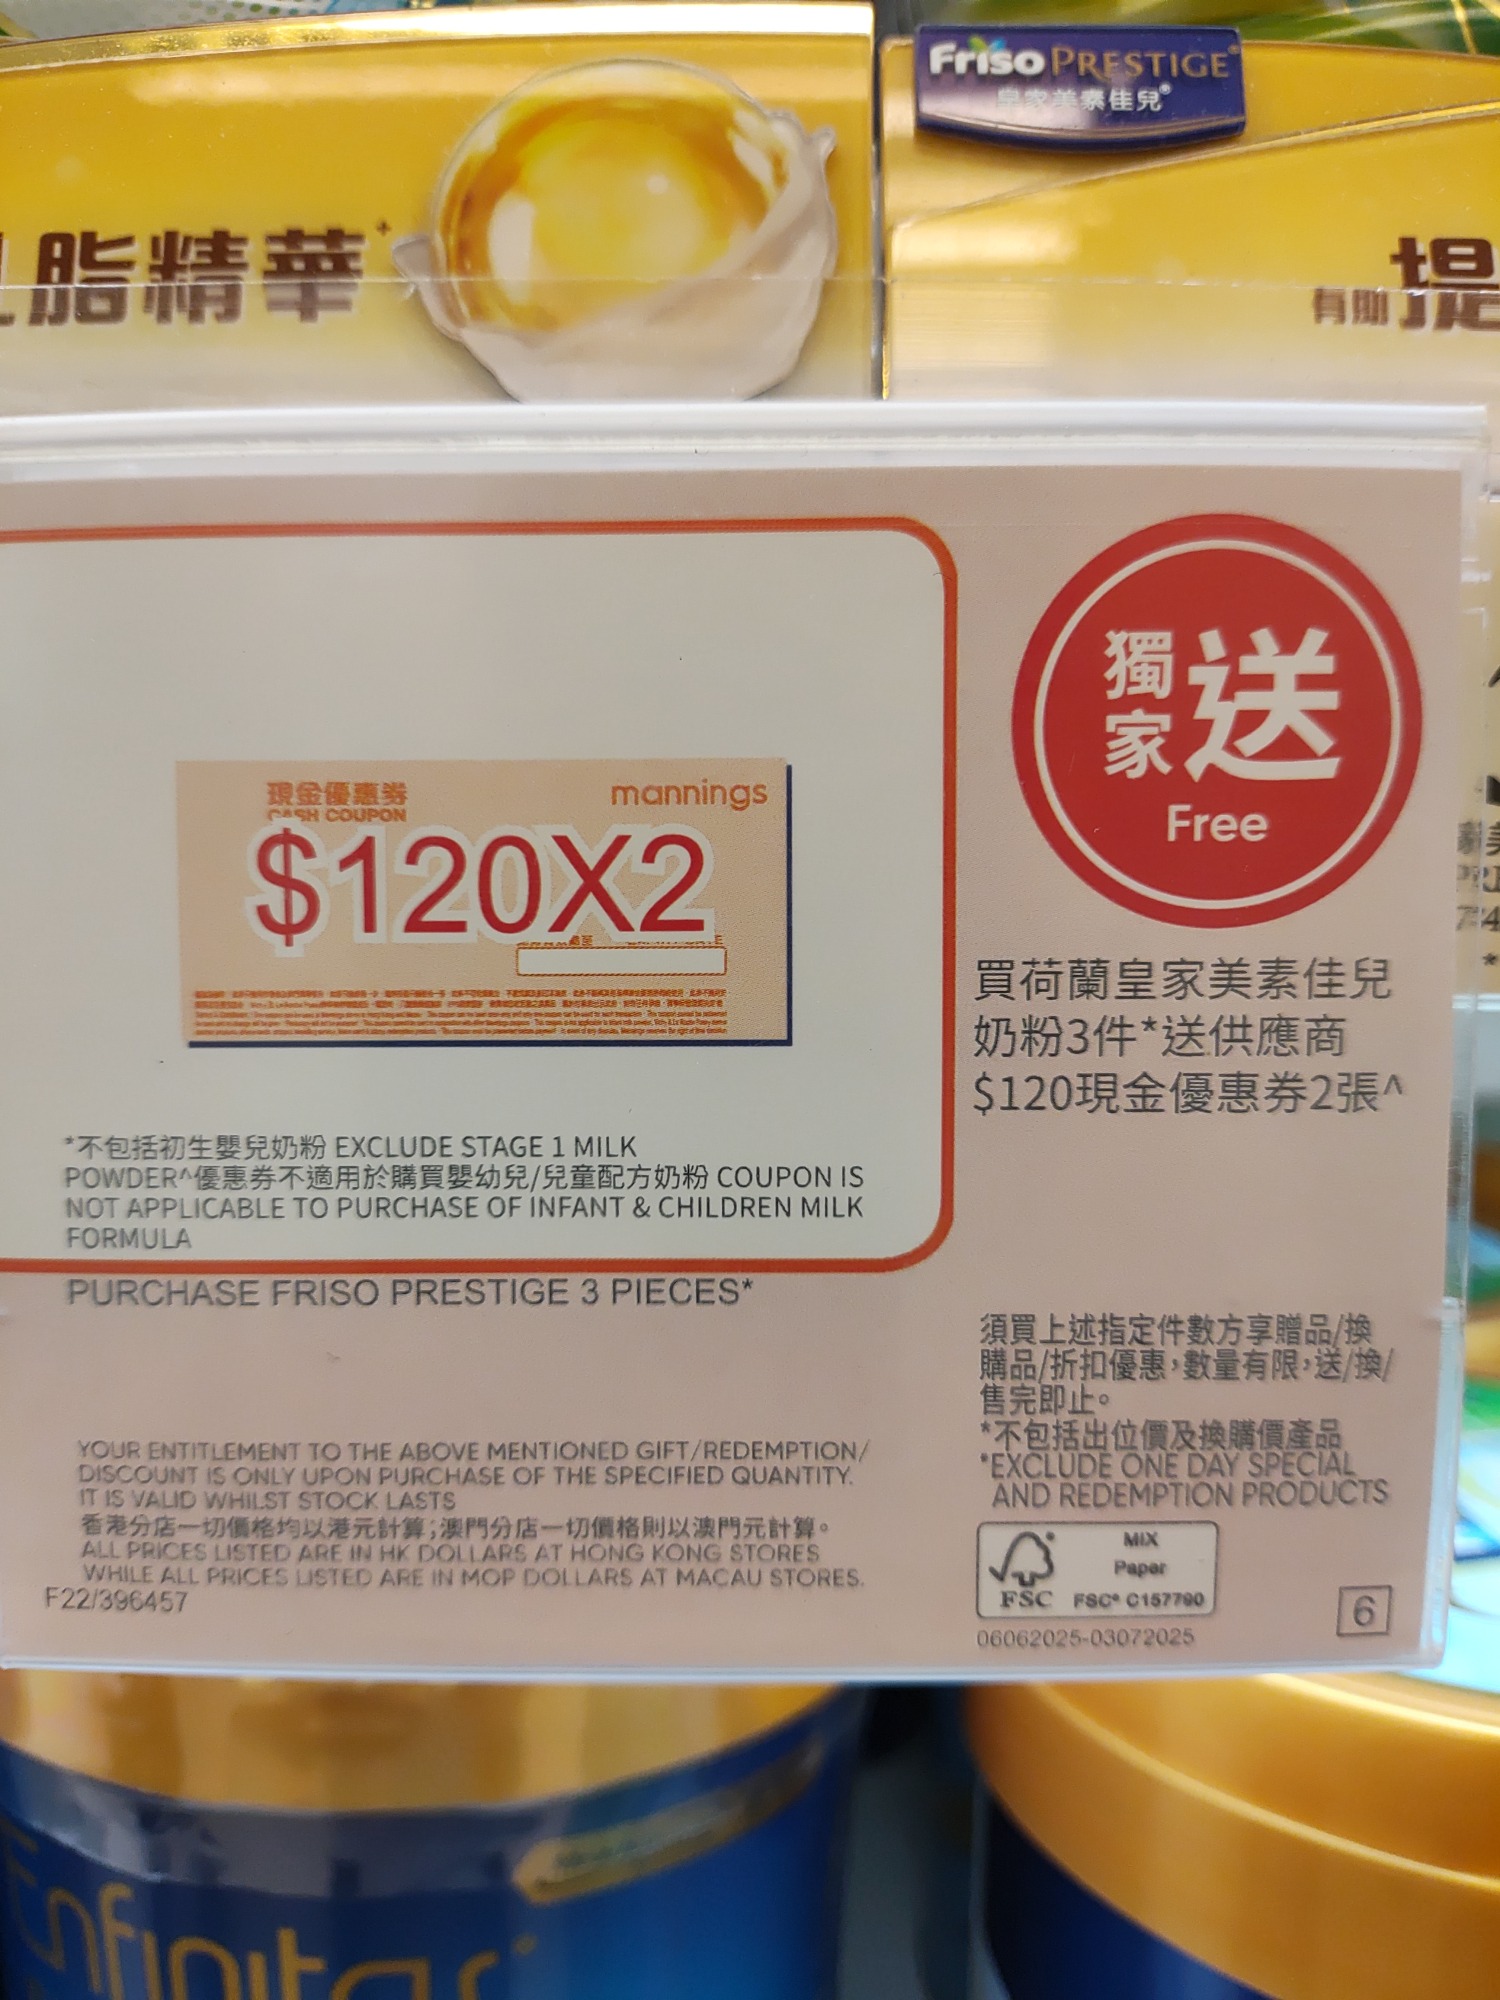 Friso PRESTIGE®
皇家美素佳兒®
脂精華+
有助
獨家送
Free
現金優惠券
mannings
CASH COUPON
$120X2
買荷蘭皇家美素佳兒
奶粉3件*送供應商
$120現金優惠券2張^
*不包括初生嬰兒奶粉 EXCLUDE STAGE 1 MILK
POWDER^優惠券不適用於購買嬰幼兒/兒童配方奶粉 COUPON IS
NOT APPLICABLE TO PURCHASE OF INFANT & CHILDREN MILK
FORMULA
PURCHASE FRISO PRESTIGE 3 PIECES*
須買上述指定件數方享贈品/換
購品/折扣優惠,數量有限,送/換/
售完即止。
*不包括出位價及換購價產品
*EXCLUDE ONE DAY SPECIAL
AND REDEMPTION PRODUCTS
YOUR ENTITLEMENT TO THE ABOVE MENTIONED GIFT/REDEMPTION/
DISCOUNT IS ONLY UPON PURCHASE OF THE SPECIFIED QUANTITY.
IT IS VALID WHILST STOCK LASTS
香港分店一切價格均以港元計算;澳門分店一切價格則以澳門元計算。
ALL PRICES LISTED ARE IN HK DOLLARS AT HONG KONG STORES
WHILE ALL PRICES LISTED ARE IN MOP DOLLARS AT MACAU STORES.
F22/396457
MIX
Paper
FSC
FSC® C157790
6
06062025-03072025
Enfinitas